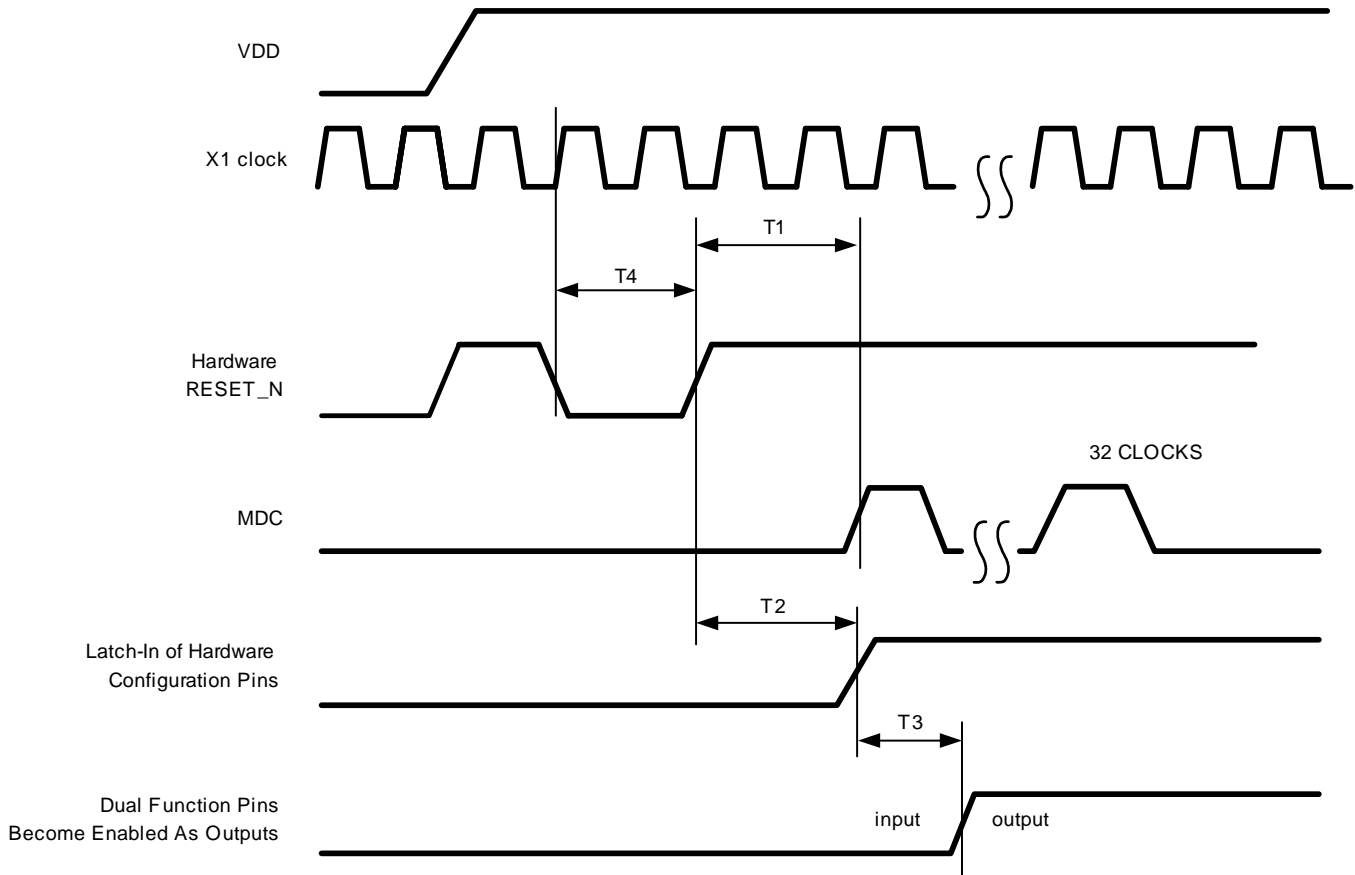 VDD
X1 clock
T1
T4
Hardware
RESET_N
32 CLOCKS
MDC
T2
Latch-In of Hardware
Configuration Pins
T3
Dual Function Pins
Become Enabled As Outputs
input
output